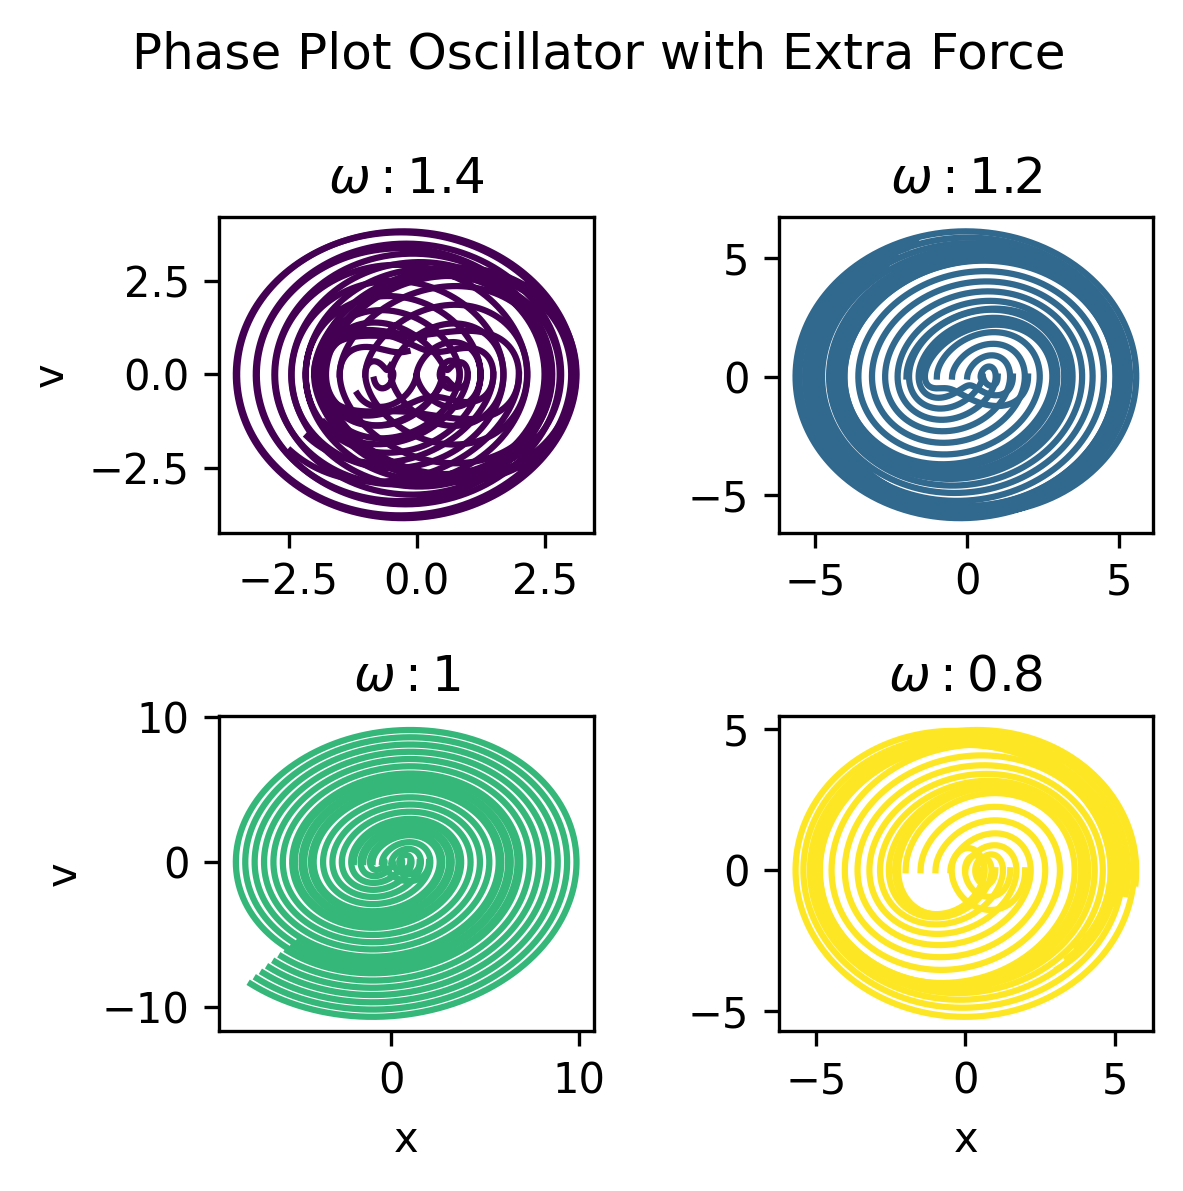 Phase Plot Oscillator with Extra Force
ω : 1.4
ω : 1.2
2.5
0.0
−2.5
v
−2.5 0.0 2.5
5
0
−5
−5 0 5
ω : 1
ω : 0.8
10
0
−10
v
0 10
x
5
0
−5
−5 0 5
x